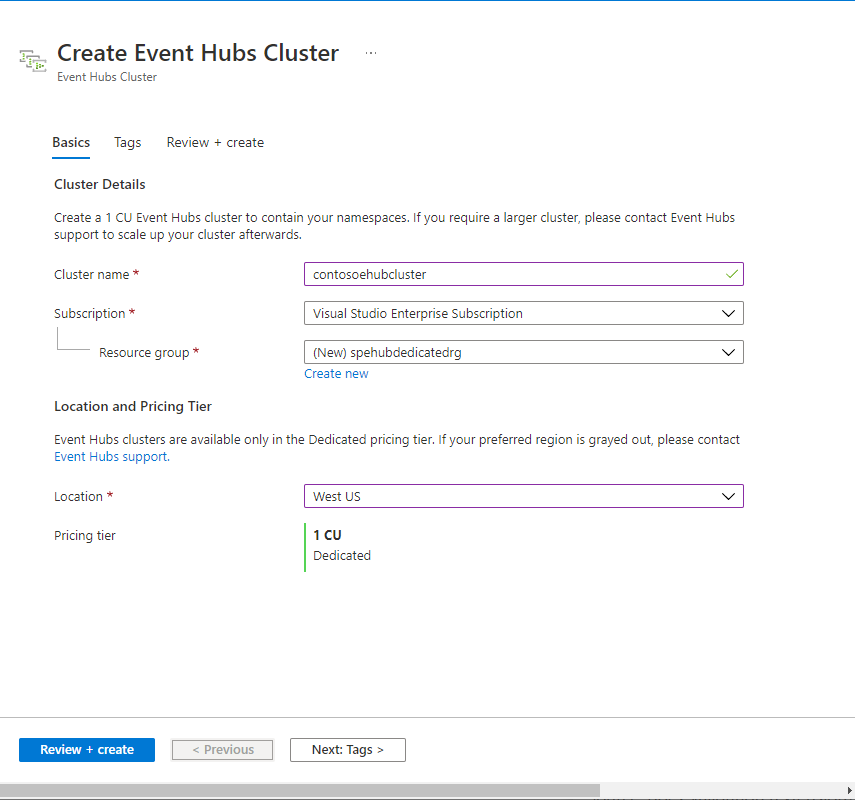 Create Event Hubs Cluster ...
Event Hubs Cluster
Basics Tags Review + create
Cluster Details
Create a 1 CU Event Hubs cluster to contain your namespaces. If you require a larger cluster, please contact Event Hubs
support to scale up your cluster afterwards.
Cluster name * contosoehubcluster
Subscription * Visual Studio Enterprise Subscription
Resource group * (New) spehubdedicatedrg
Create new
Location and Pricing Tier
Event Hubs clusters are available only in the Dedicated pricing tier. If your preferred region is grayed out, please contact
Event Hubs support.
Location * West US
Pricing tier 1 CU
Dedicated
Review + create < Previous Next: Tags >